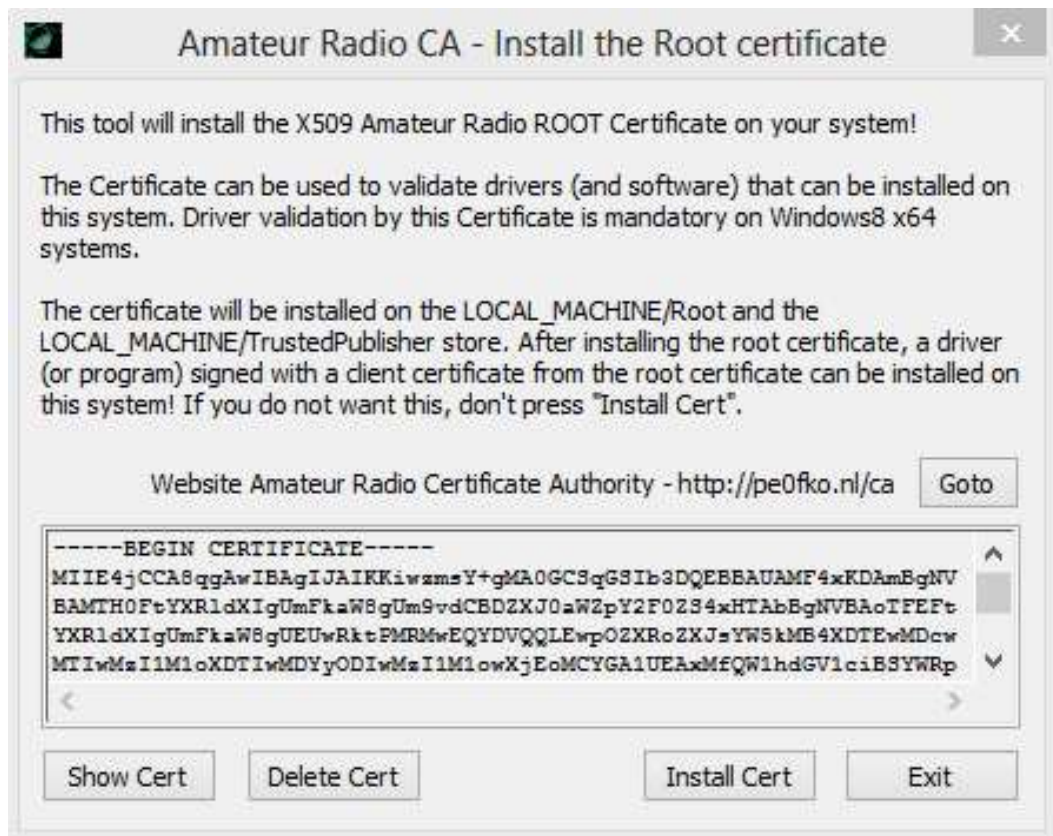 Amateur Radio CA - Install the Root certificate
This tool will install the X509 Amateur Radio ROOT Certificate on your system!
The Certificate can be used to validate drivers (and software) that can be installed on
this system. Driver validation by this Certificate is mandatory on Windows8 x64
systems.
The certificate will be installed on the LOCAL_MACHINE/Root and the
LOCAL_MACHINE/TrustedPublisher store. After installing the root certificate, a driver
(or program) signed with a client certificate from the root certificate can be installed on
this system! If you do not want this, don't press "Install Cert".
Website Amateur Radio Certificate Authority - http://pe0fko.nl/ca Goto
-----BEGIN CERTIFICATE-----
MIIE4jCCA8qgAwIBAgIJAIKKiwzmsY+gMA0GCSqGSIb3DQEBBAUAMF4xKDAmBgNV
BAMTH0FtYXRldXIgUmFkaW8gUm9vdCBDZXJ0aWZpY2F0ZS4xHTAbBgNVBAoTFEFt
YXRldXIgUmFkaW8gUEUwRktPMRMwEQYDVQQLEwpOZXRoZXJsYW5kMB4XDTEwMDcw
MTIwMzI1M1oXDTIwMDYyODIwMzI1M1owXjEoMCYGA1UEAxMfQW1hdGV1ciBSYWRp
Show Cert Delete Cert Install Cert Exit